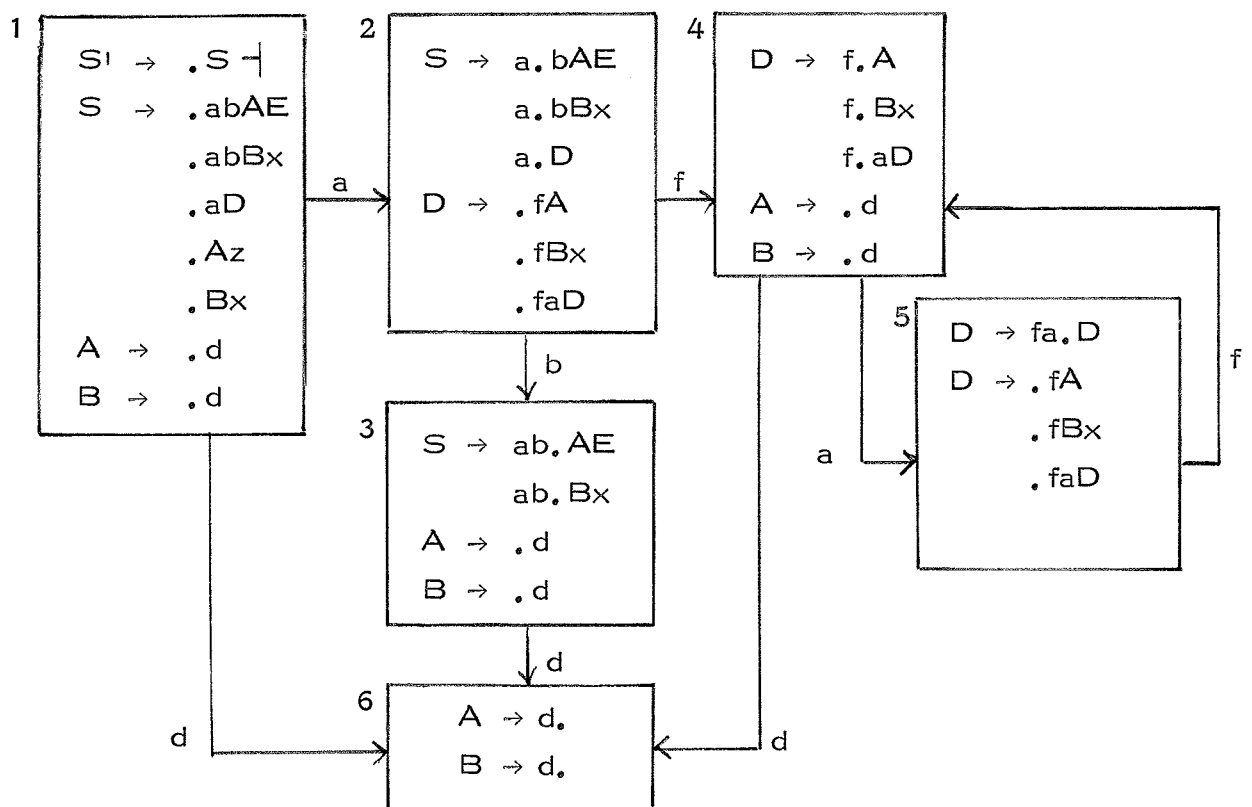 1
S' → .S ⊣
S → .abAE
.abBx
.aD
.Az
.Bx
A → .d
B → .d
a
2
S → a.bAE
a.bBx
a.D
D → .fA
.fBx
.faD
f
4
D → f.A
f.Bx
f.aD
A → .d
B → .d
b
3
S → ab.AE
ab.Bx
A → .d
B → .d
a
5
D → fa.D
D → .fA
.fBx
.faD
f
d
d
d
6
A → d.
B → d.